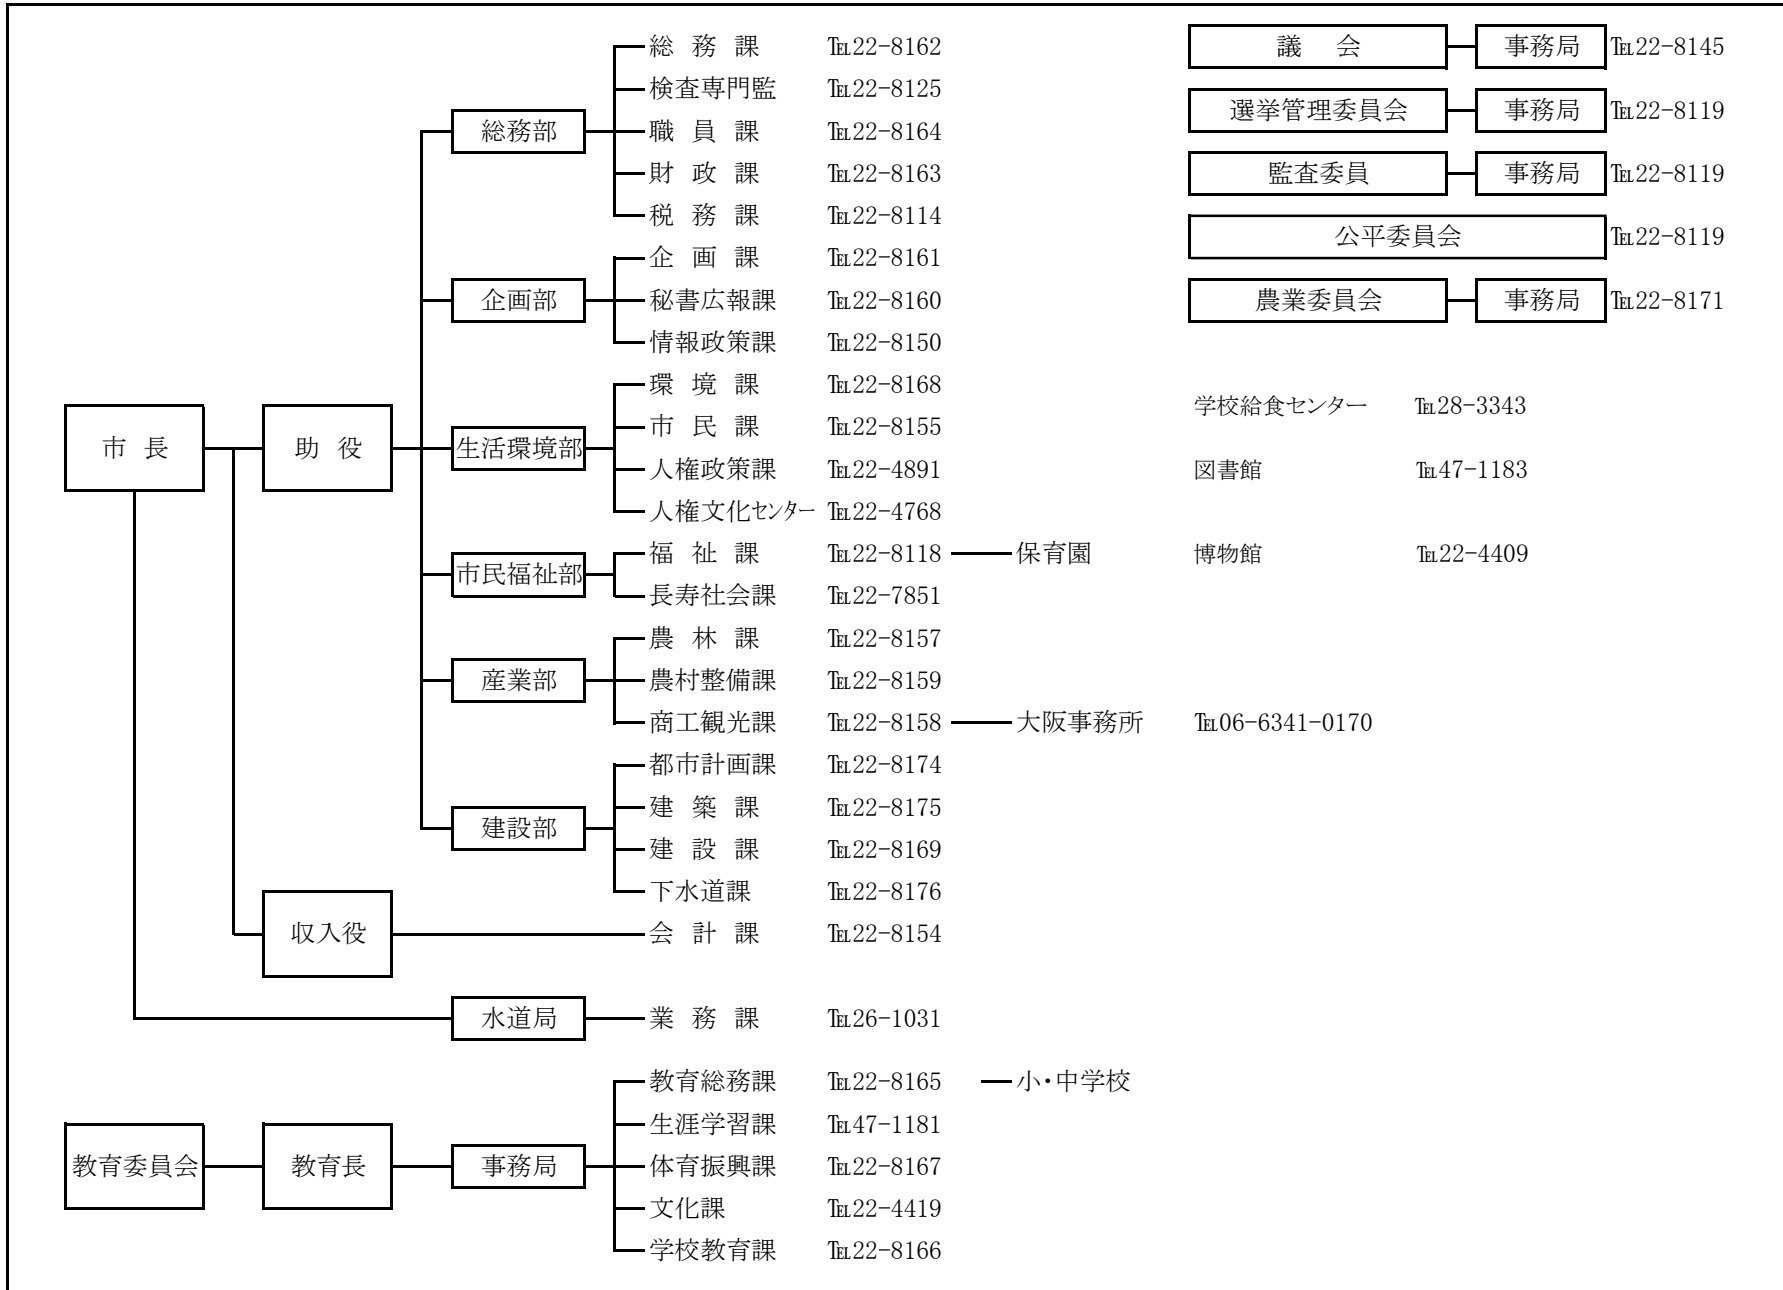 総 務 課 ℡22-8162
検査専門監 ℡22-8125
総務部
職 員 課 ℡22-8164
財 政 課 ℡22-8163
税 務 課 ℡22-8114
企 画 課 ℡22-8161
企画部
秘書広報課 ℡22-8160
情報政策課 ℡22-8150
環 境 課 ℡22-8168
市 民 課 ℡22-8155
市 長
助 役
生活環境部
人権政策課 ℡22-4891
人権文化センター ℡22-4768
福 祉 課 ℡22-8118 保育園
市民福祉部
長寿社会課 ℡22-7851
農 林 課 ℡22-8157
産業部
農村整備課 ℡22-8159
商工観光課 ℡22-8158 大阪事務所 ℡06-6341-0170
都市計画課 ℡22-8174
建 築 課 ℡22-8175
建設部
建 設 課 ℡22-8169
下水道課 ℡22-8176
収入役
会 計 課 ℡22-8154
水道局
業 務 課 ℡26-1031
教育総務課 ℡22-8165 小・中学校
生涯学習課 ℡47-1181
教育委員会
教育長
事務局
体育振興課 ℡22-8167
文化課 ℡22-4419
学校教育課 ℡22-8166
議 会 事務局 ℡22-8145
選挙管理委員会 事務局 ℡22-8119
監査委員 事務局 ℡22-8119
公平委員会 ℡22-8119
農業委員会 事務局 ℡22-8171
学校給食センター ℡28-3343
図書館 ℡47-1183
博物館 ℡22-4409